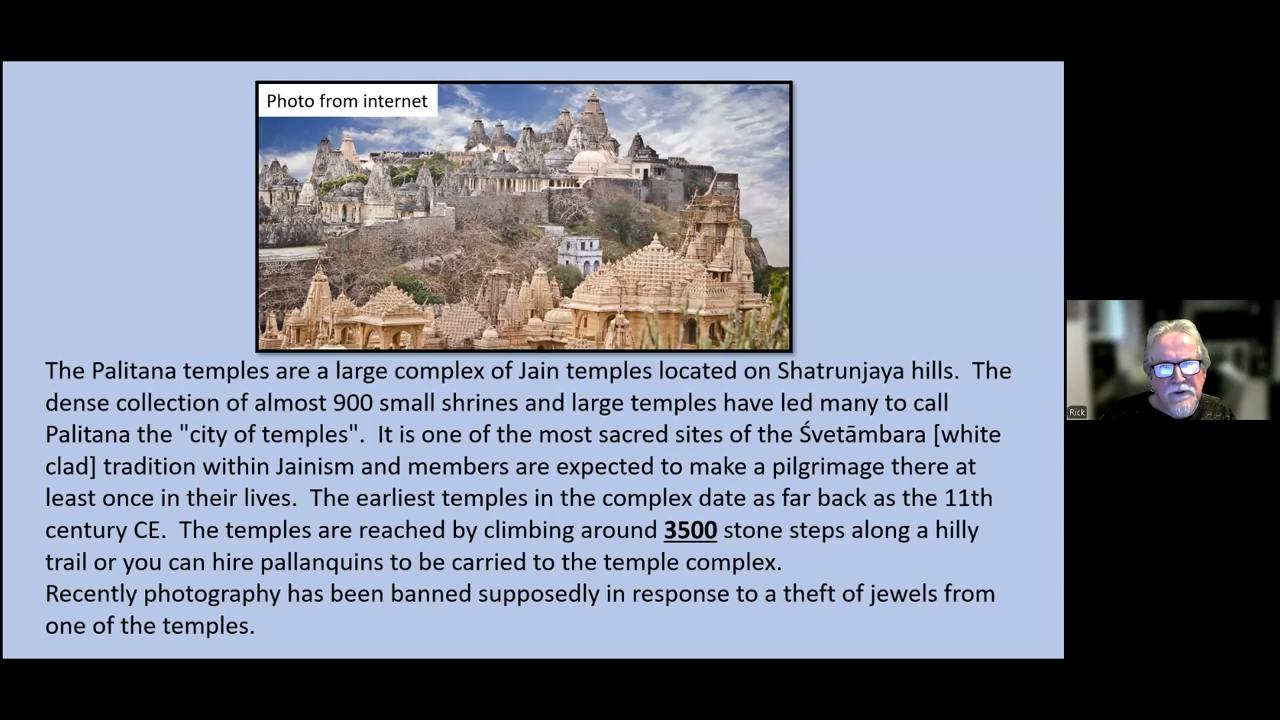 Photo from internet
The Palitana temples are a large complex of Jain temples located on Shatrunjaya hills.  The
dense collection of almost 900 small shrines and large temples have led many to call
Palitana the "city of temples".  It is one of the most sacred sites of the Śvetāmbara [white
clad] tradition within Jainism and members are expected to make a pilgrimage there at
least once in their lives.  The earliest temples in the complex date as far back as the 11th
century CE.  The temples are reached by climbing around 3500 stone steps along a hilly
trail or you can hire pallanquins to be carried to the temple complex.
Recently photography has been banned supposedly in response to a theft of jewels from
one of the temples.
Rick